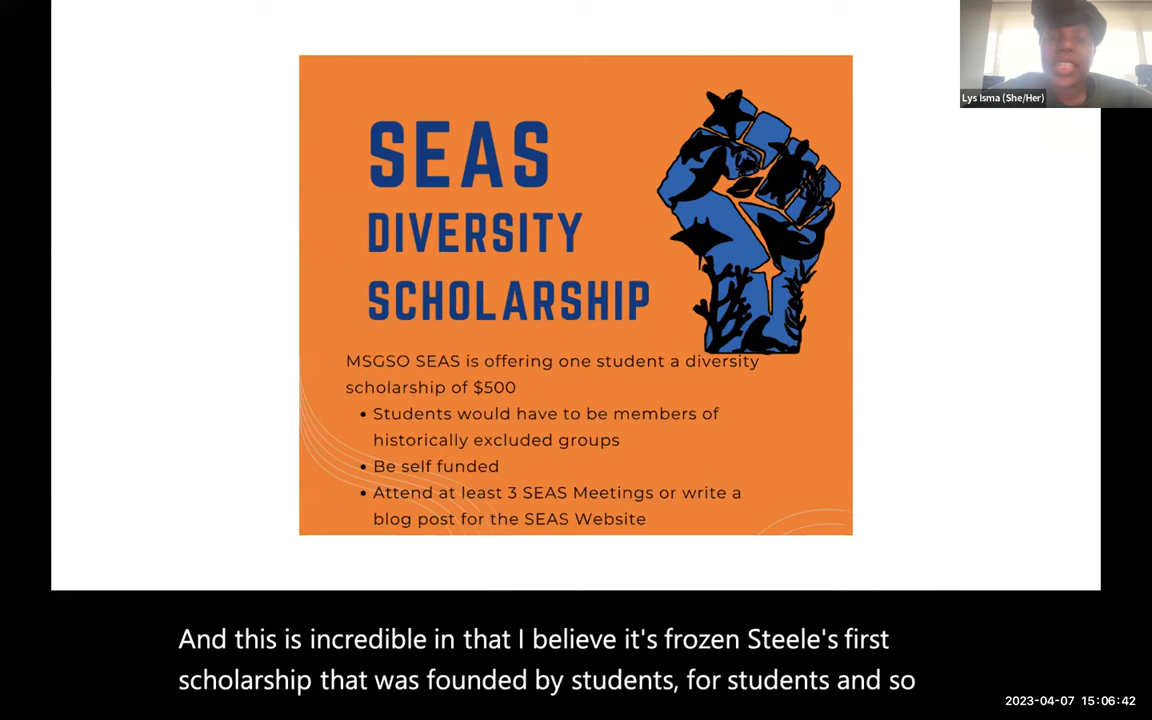 Lys Isma (She/Her)
SEAS
DIVERSITY
SCHOLARSHIP
MSGSO SEAS is offering one student a diversity
scholarship of $500
• Students would have to be members of
historically excluded groups
• Be self funded
• Attend at least 3 SEAS Meetings or write a
blog post for the SEAS Website
And this is incredible in that I believe it's frozen Steele's first
scholarship that was founded by students, for students and so
2023-04-07 15:06:42